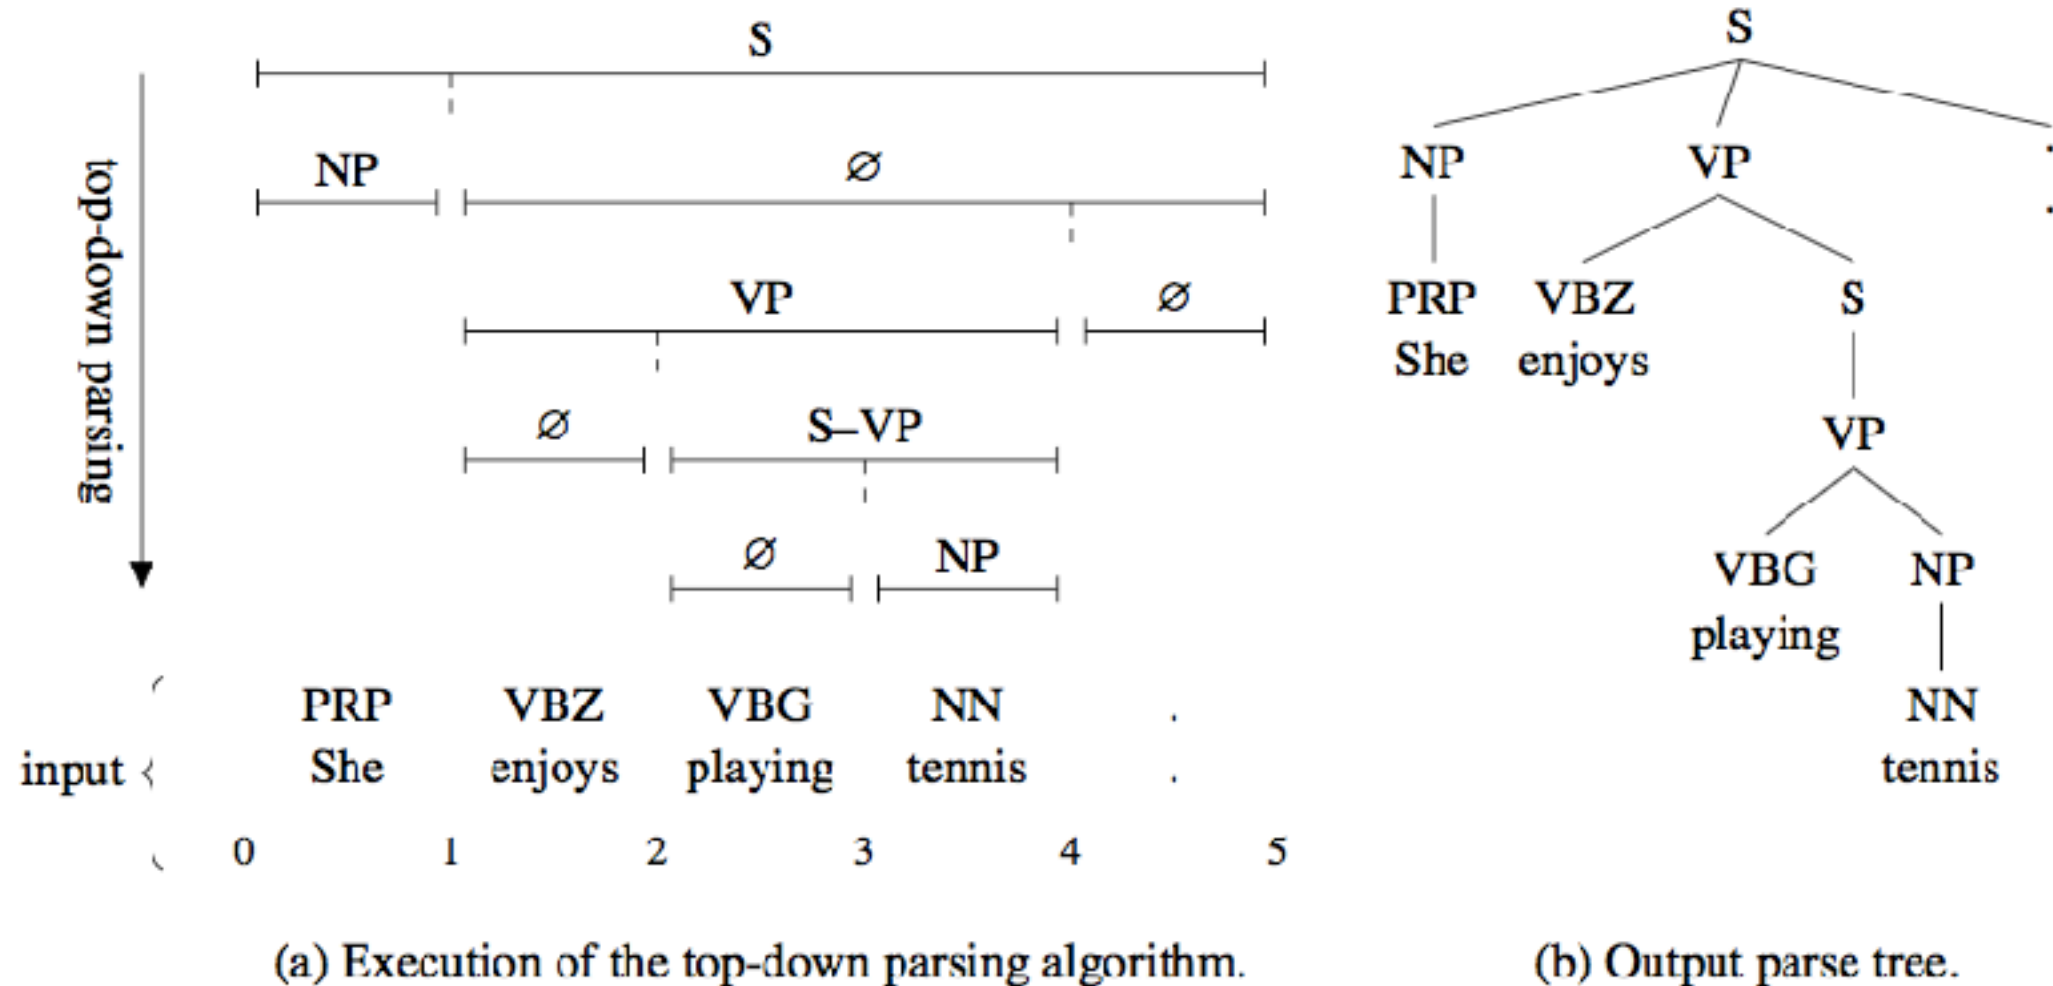 S
NP ∅
VP ∅
∅ S–VP
∅ NP
top-down parsing
input
PRP VBZ VBG NN .
She enjoys playing tennis .
0 1 2 3 4 5
(a) Execution of the top-down parsing algorithm.
S
NP VP .
.
PRP VBZ S
She enjoys
VP
VBG NP
playing
NN
tennis
(b) Output parse tree.